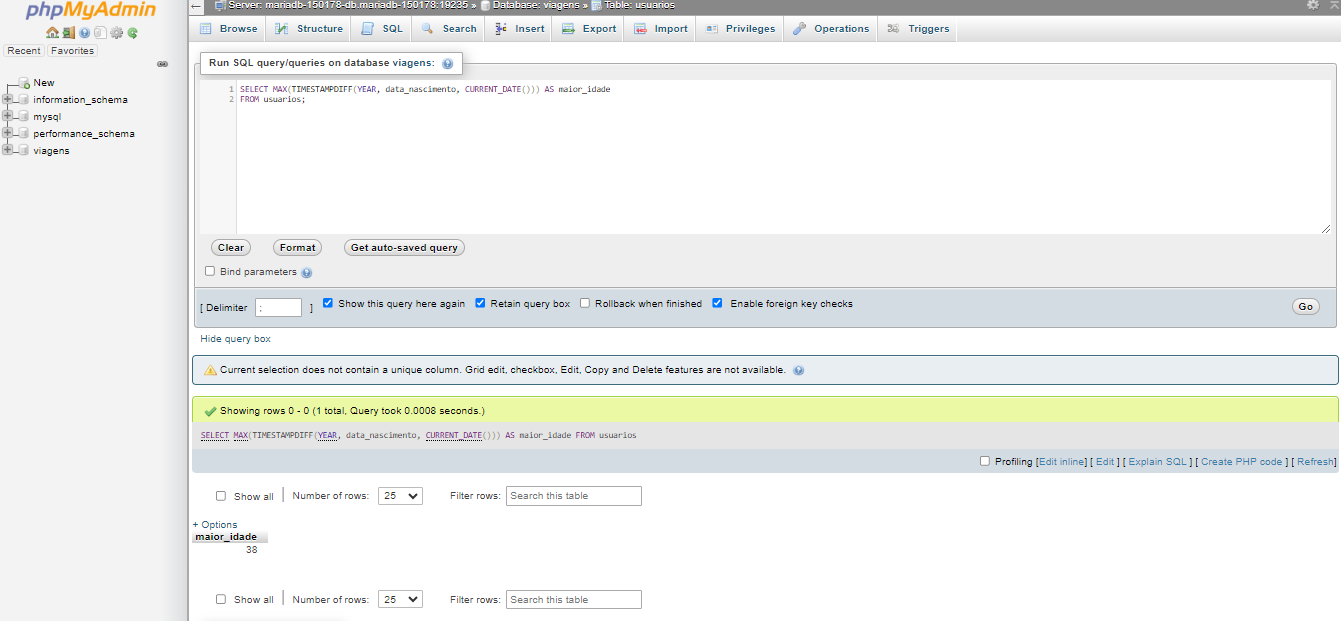 phpMyAdmin
Recent Favorites
New
information_schema
mysql
performance_schema
viagens
Server: mariadb-150178-db.mariadb-150178:19235 » Database: viagens » Table: usuarios
Browse Structure SQL Search Insert Export Import Privileges Operations Triggers
Run SQL query/queries on database viagens:
1 SELECT MAX(TIMESTAMPDIFF(YEAR, data_nascimento, CURRENT_DATE())) AS maior_idade
2 FROM usuarios;
Clear Format Get auto-saved query
Bind parameters
[ Delimiter ; ] Show this query here again Retain query box Rollback when finished Enable foreign key checks Go
Hide query box
Current selection does not contain a unique column. Grid edit, checkbox, Edit, Copy and Delete features are not available.
Showing rows 0 - 0 (1 total, Query took 0.0008 seconds.)
SELECT MAX(TIMESTAMPDIFF(YEAR, data_nascimento, CURRENT_DATE())) AS maior_idade FROM usuarios
Profiling [Edit inline] [ Edit ] [ Explain SQL ] [ Create PHP code ] [ Refresh]
Show all Number of rows: 25 Filter rows: Search this table
+ Options
maior_idade
38
Show all Number of rows: 25 Filter rows: Search this table